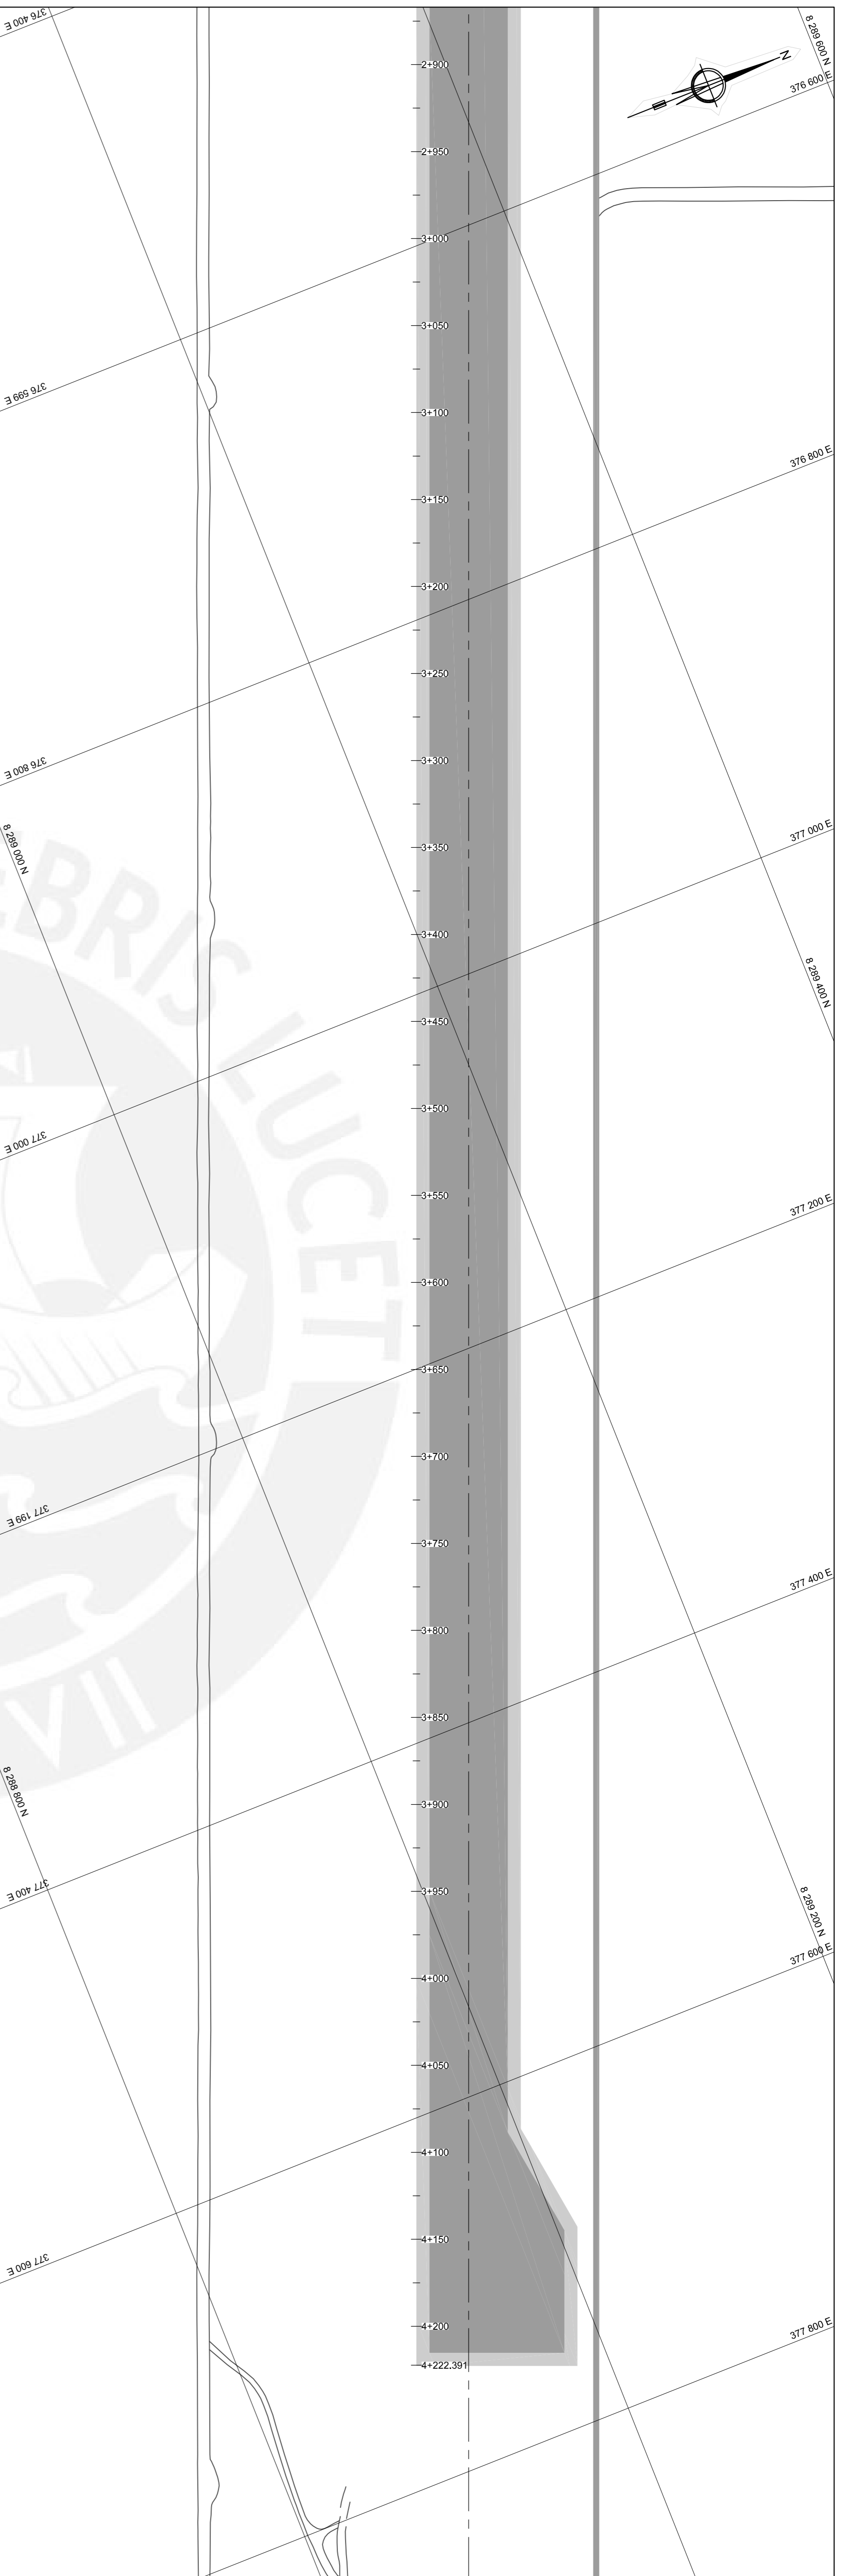 376 400 E
8 289 600 N
2+900
N
376 600 E
2+950
3+000
3+050
376 599 E
3+100
376 800 E
3+150
3+200
3+250
3+300
376 800 E
377 000 E
8 289 000 N
3+350
EBRIS LUCET
3+400
8 289 400 N
3+450
3+500
377 000 E
3+550
377 200 E
3+600
3+650
3+700
377 199 E
3+750
377 400 E
3+800
VII
8 288 800 N
3+850
3+900
377 400 E
3+950
8 289 200 N
377 600 E
4+000
4+050
4+100
4+150
377 600 E
4+200
377 800 E
4+222.391